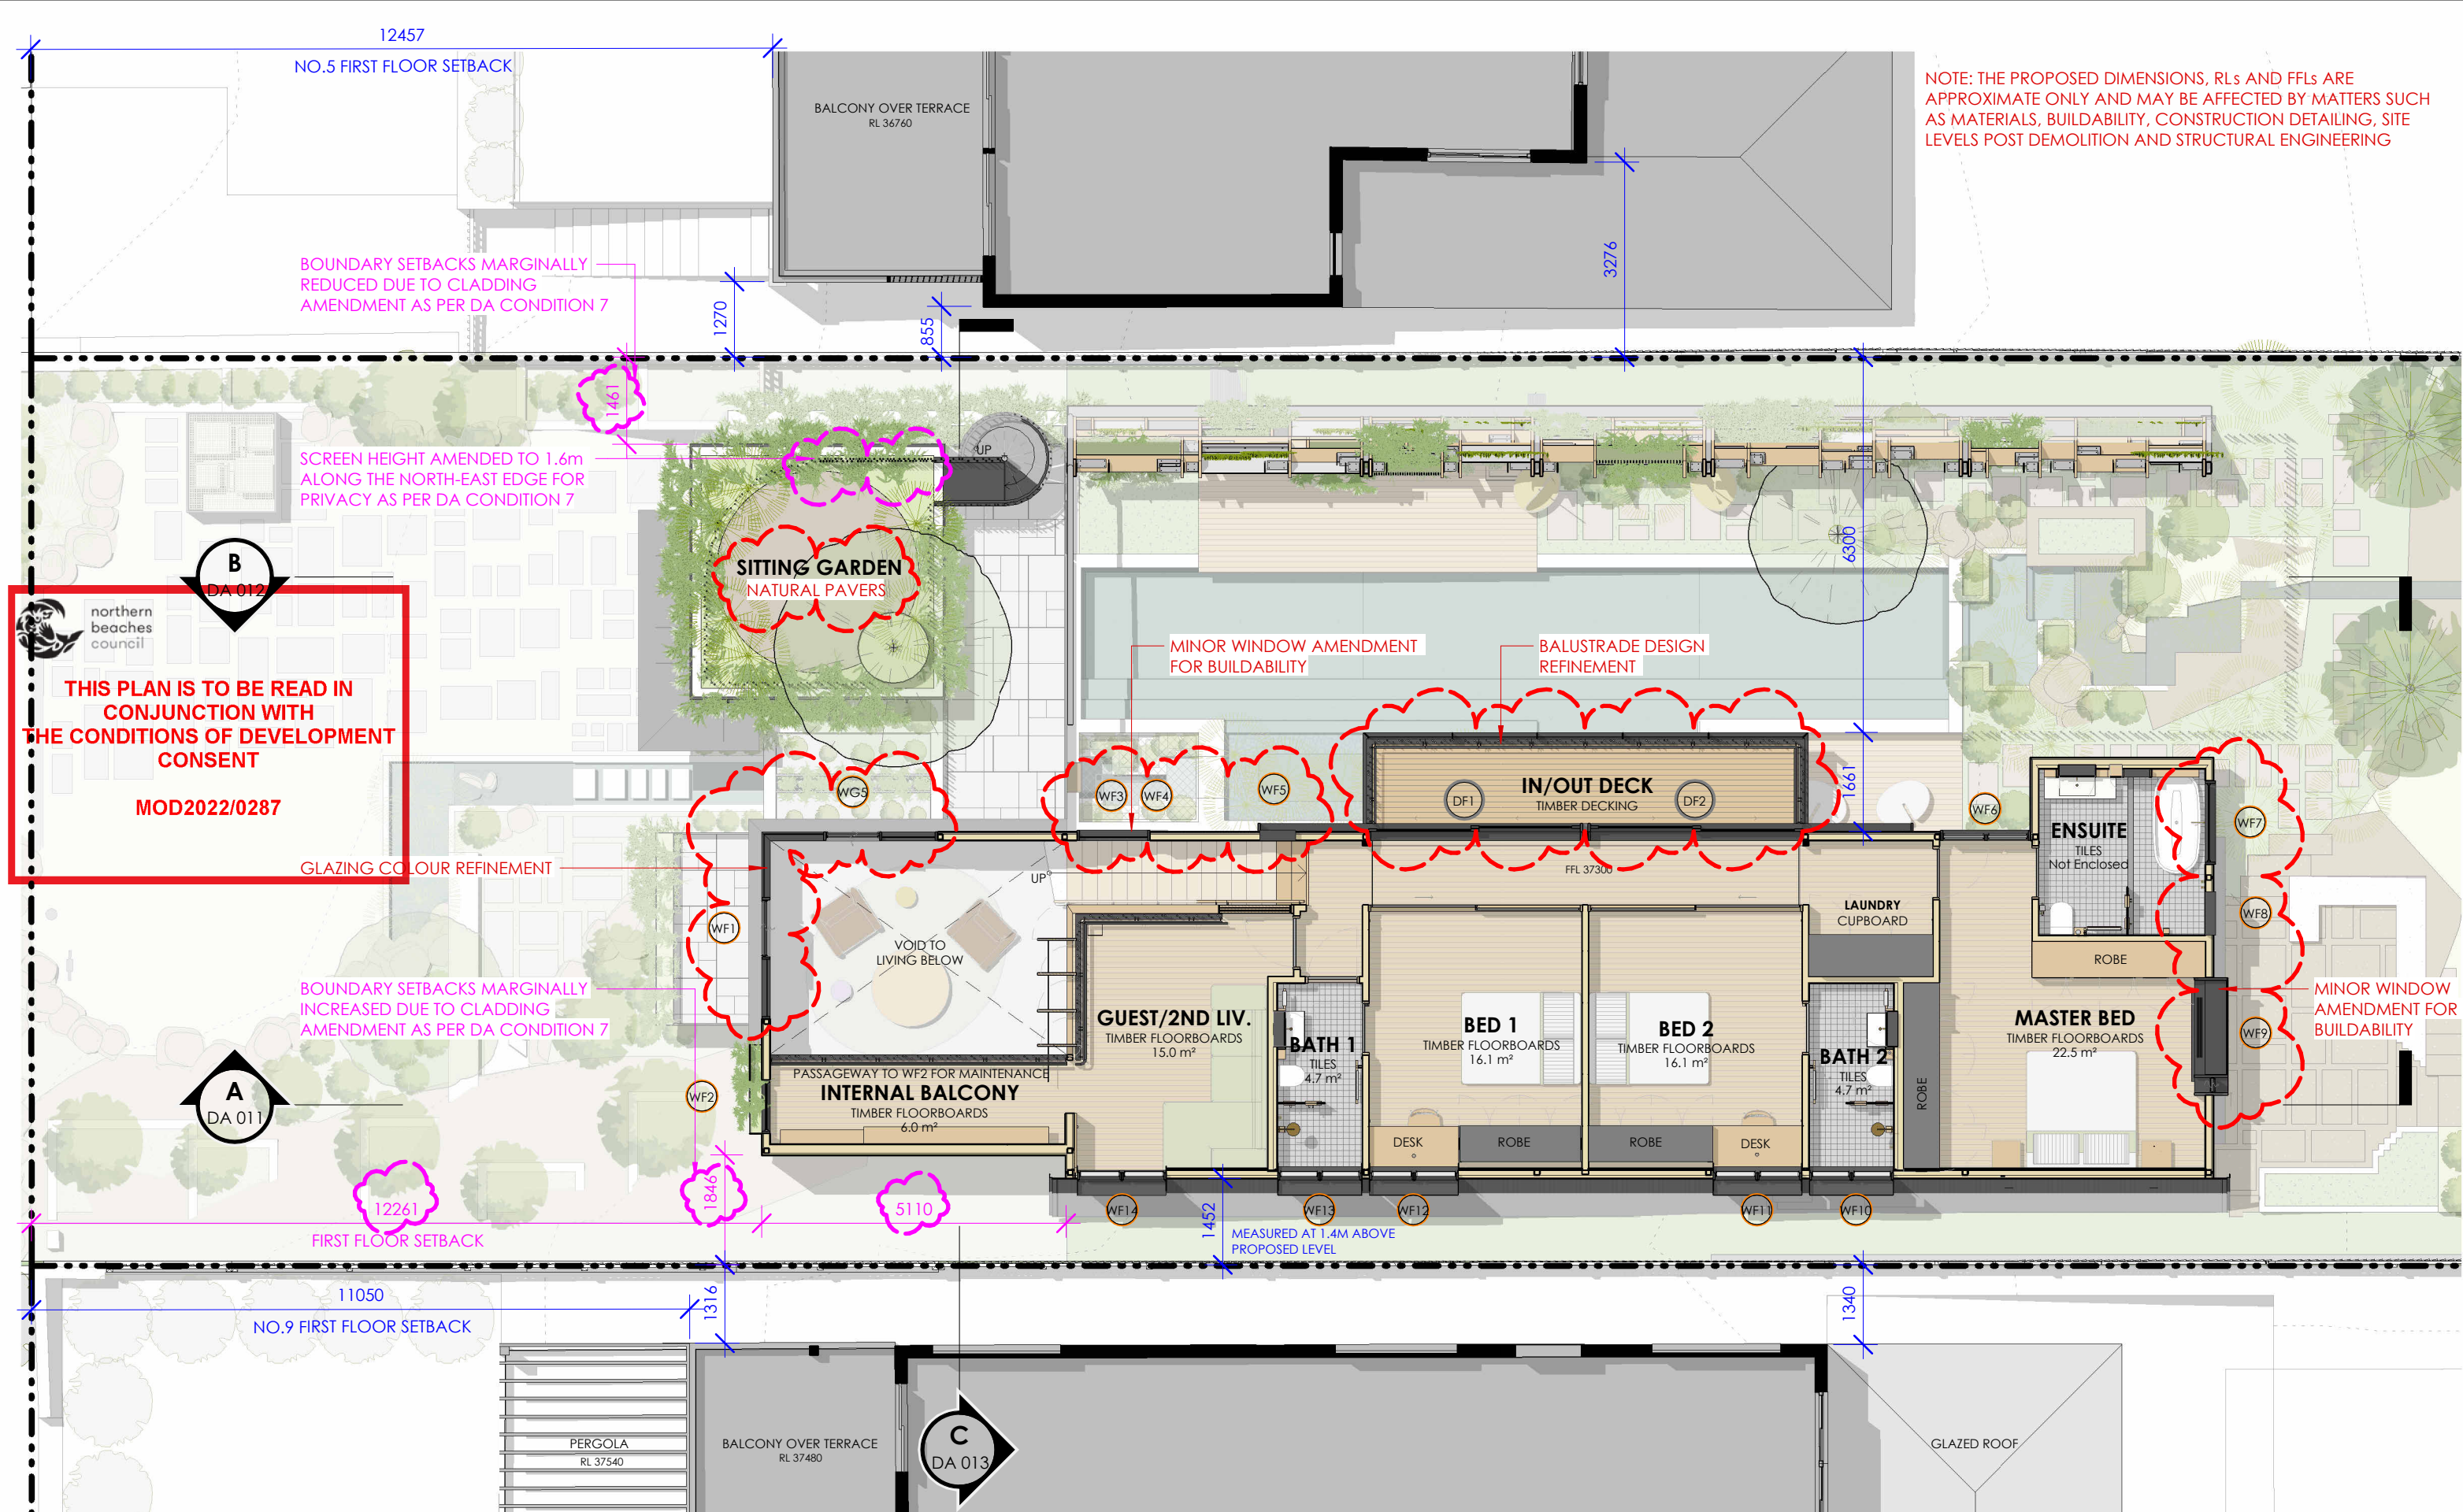 12457
NO.5 FIRST FLOOR SETBACK
BALCONY OVER TERRACE
RL 36760
NOTE: THE PROPOSED DIMENSIONS, RLs AND FFLs ARE
APPROXIMATE ONLY AND MAY BE AFFECTED BY MATTERS SUCH
AS MATERIALS, BUILDABILITY, CONSTRUCTION DETAILING, SITE
LEVELS POST DEMOLITION AND STRUCTURAL ENGINEERING
BOUNDARY SETBACKS MARGINALLY
REDUCED DUE TO CLADDING
AMENDMENT AS PER DA CONDITION 7
1270
855
3276
1461
SCREEN HEIGHT AMENDED TO 1.6m
ALONG THE NORTH-EAST EDGE FOR
PRIVACY AS PER DA CONDITION 7
UP
B
DA 012
SITTING GARDEN
NATURAL PAVERS
6300
northern
beaches
council
THIS PLAN IS TO BE READ IN
CONJUNCTION WITH
THE CONDITIONS OF DEVELOPMENT
CONSENT
MOD2022/0287
MINOR WINDOW AMENDMENT
FOR BUILDABILITY
BALUSTRADE DESIGN
REFINEMENT
WG5
WF3
WF4
WF5
IN/OUT DECK
TIMBER DECKING
DF1
DF2
1661
WF6
WF7
ENSUITE
TILES
Not Enclosed
GLAZING COLOUR REFINEMENT
UP
FFL 37300
LAUNDRY
CUPBOARD
WF1
WF8
VOID TO
LIVING BELOW
ROBE
BOUNDARY SETBACKS MARGINALLY
INCREASED DUE TO CLADDING
AMENDMENT AS PER DA CONDITION 7
MINOR WINDOW
AMENDMENT FOR
BUILDABILITY
WF9
GUEST/2ND LIV.
TIMBER FLOORBOARDS
15.0 m²
BATH 1
TILES
4.7 m²
BED 1
TIMBER FLOORBOARDS
16.1 m²
BED 2
TIMBER FLOORBOARDS
16.1 m²
BATH 2
TILES
4.7 m²
ROBE
MASTER BED
TIMBER FLOORBOARDS
22.5 m²
A
DA 011
WF2
PASSAGEWAY TO WF2 FOR MAINTENANCE
INTERNAL BALCONY
TIMBER FLOORBOARDS
6.0 m²
DESK
ROBE
ROBE
DESK
12261
FIRST FLOOR SETBACK
1846
5110
WF14
1452
MEASURED AT 1.4M ABOVE
PROPOSED LEVEL
WF13
WF12
WF11
WF10
11050
NO.9 FIRST FLOOR SETBACK
1316
1340
PERGOLA
RL 37540
BALCONY OVER TERRACE
RL 37480
C
DA 013
GLAZED ROOF